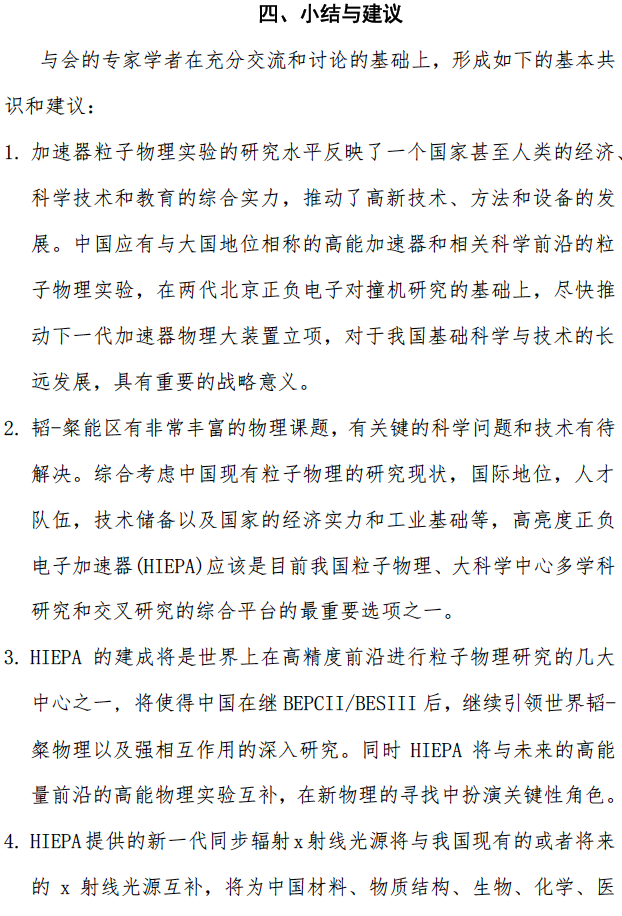 四、小结与建议
与会的专家学者在充分交流和讨论的基础上，形成如下的基本共
识和建议：
1. 加速器粒子物理实验的研究水平反映了一个国家甚至人类的经济、
科学技术和教育的综合实力，推动了高新技术、方法和设备的发
展。中国应有与大国地位相称的高能加速器和相关科学前沿的粒
子物理实验，在两代北京正负电子对撞机研究的基础上，尽快推
动下一代加速器物理大装置立项，对于我国基础科学与技术的长
远发展，具有重要的战略意义。
2. 韬-粲能区有非常丰富的物理课题，有关键的科学问题和技术有待
解决。综合考虑中国现有粒子物理的研究现状，国际地位，人才
队伍，技术储备以及国家的经济实力和工业基础等，高亮度正负
电子加速器(HIEPA)应该是目前我国粒子物理、大科学中心多学科
研究和交叉研究的综合平台的最重要选项之一。
3. HIEPA 的建成将是世界上在高精度前沿进行粒子物理研究的几大
中心之一，将使得中国在继 BEPCII/BESIII 后，继续引领世界韬-
粲物理以及强相互作用的深入研究。同时 HIEPA 将与未来的高能
量前沿的高能物理实验互补，在新物理的寻找中扮演关键性角色。
4. HIEPA 提供的新一代同步辐射 x 射线光源将与我国现有的或者将来
的 x 射线光源互补，将为中国材料、物质结构、生物、化学、医